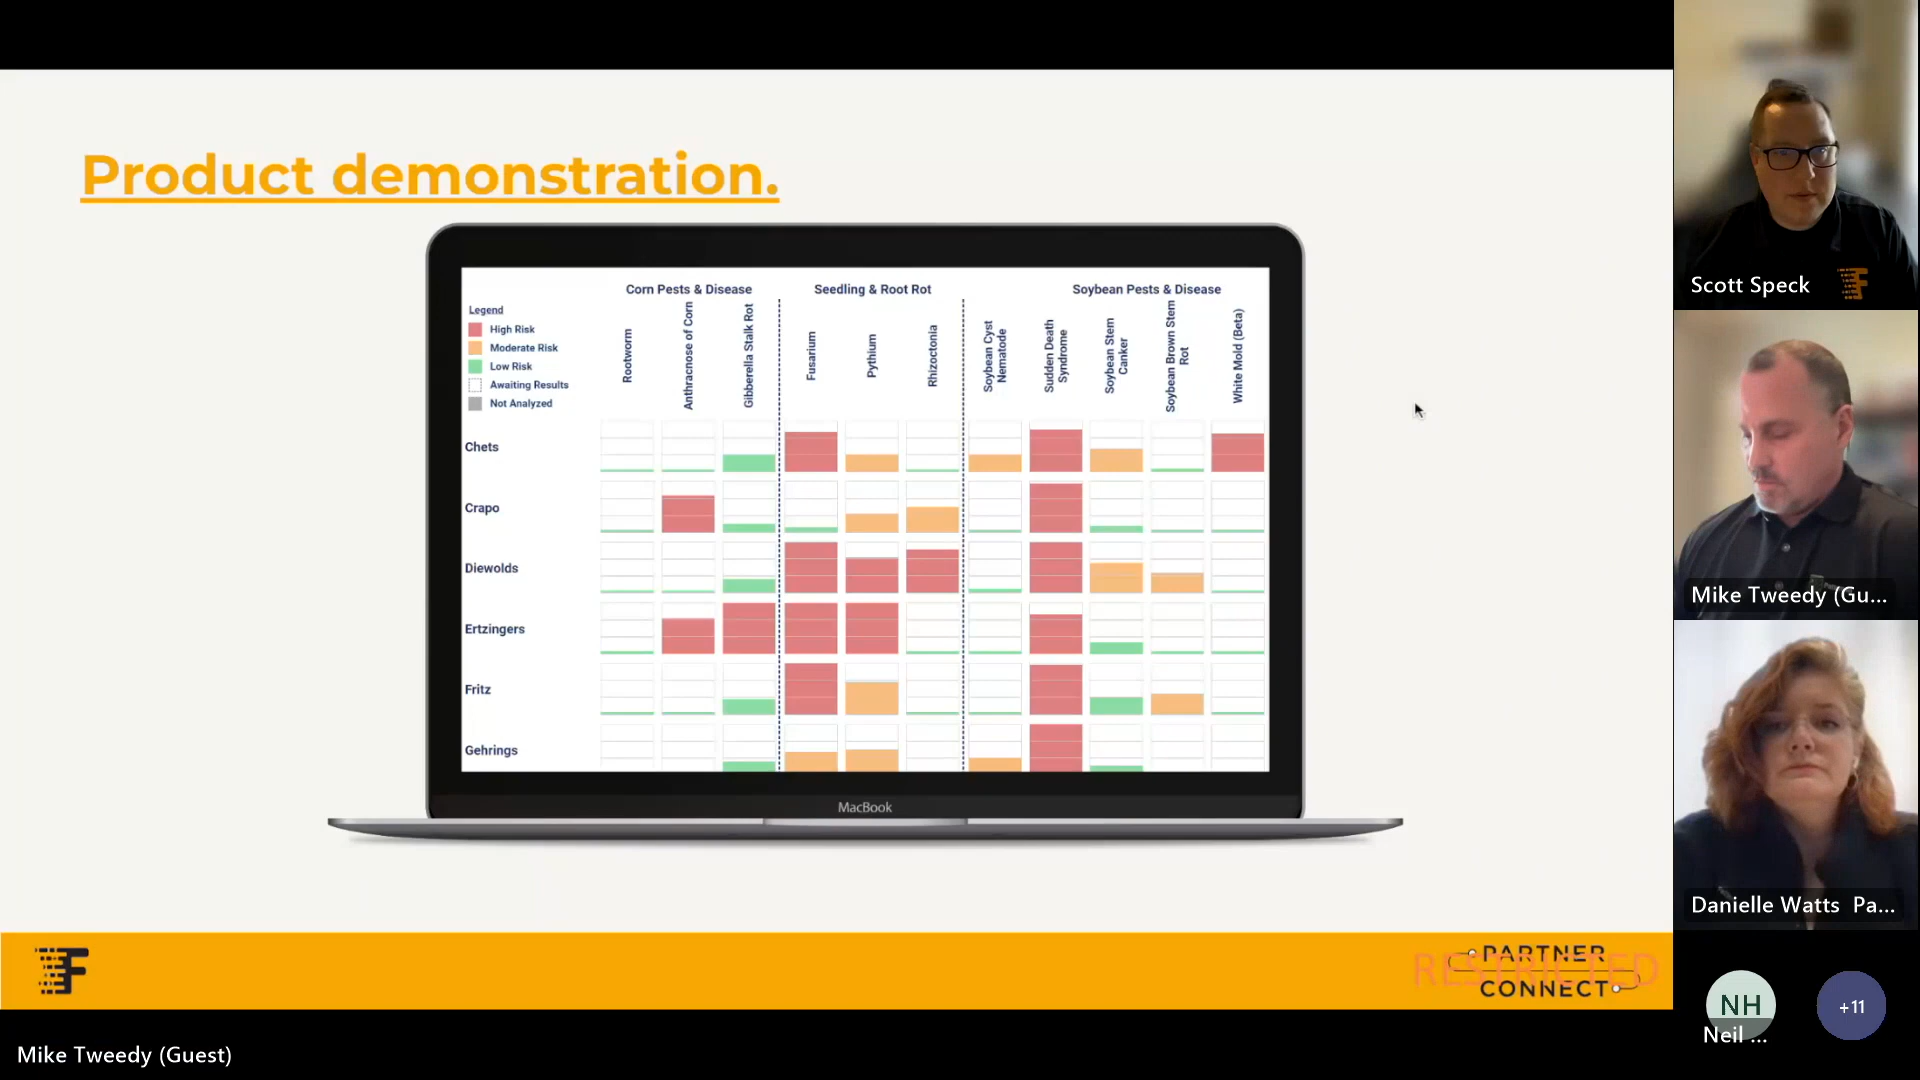 Product demonstration.
Corn Pests & Disease
Seedling & Root Rot
Soybean Pests & Disease
Legend
High Risk
Moderate Risk
Low Risk
Awaiting Results
Not Analyzed
Rootworm
Anthracnose of Corn
Gibberella Stalk Rot
Fusarium
Pythium
Rhizoctonia
Soybean Cyst
Nematode
Sudden Death
Syndrome
Soybean Stem
Canker
Soybean Brown Stem
Rot
White Mold (Beta)
Chets
Crapo
Diewolds
Ertzingers
Fritz
Gehrings
MacBook
F
PARTNER
CONNECT
RESTRICTED
Scott Speck
Mike Tweedy (Gu...
Danielle Watts Pa...
NH
Neil ...
+11
Mike Tweedy (Guest)